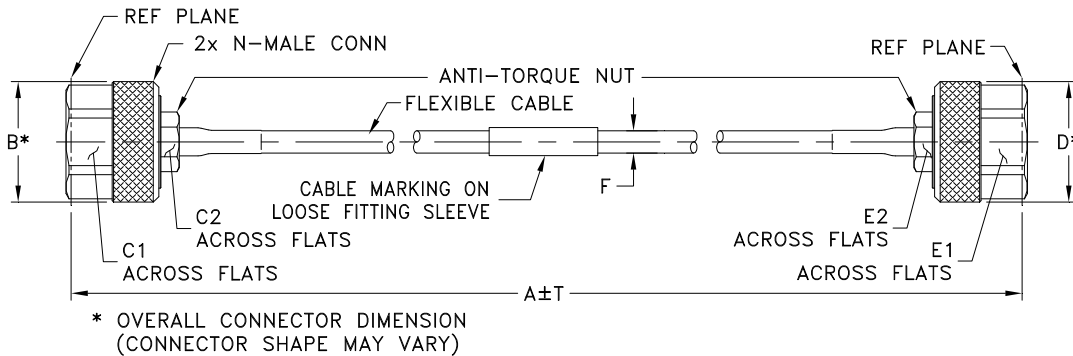 REF PLANE
2x N-MALE CONN
REF PLANE
ANTI-TORQUE NUT
FLEXIBLE CABLE
B*
D*
CABLE MARKING ON
LOOSE FITTING SLEEVE
F
C2
ACROSS FLATS
E2
ACROSS FLATS
C1
ACROSS FLATS
E1
ACROSS FLATS
A±T
* OVERALL CONNECTOR DIMENSION
(CONNECTOR SHAPE MAY VARY)